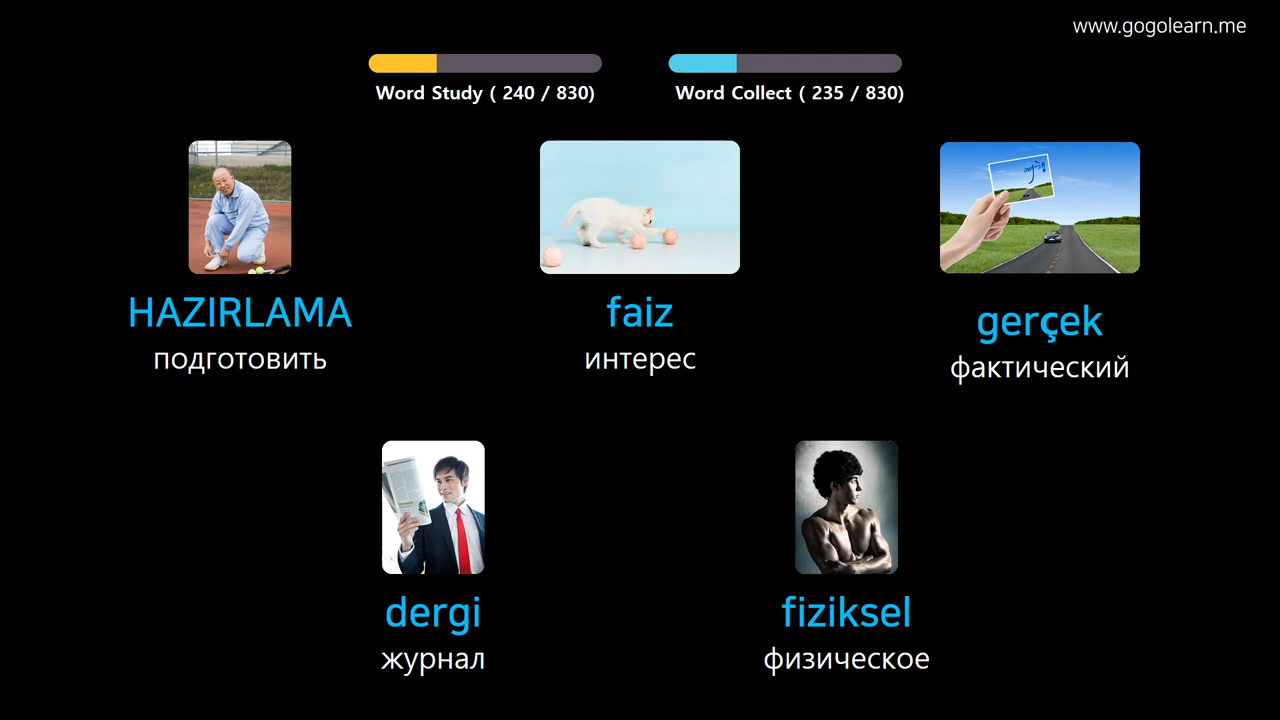 www.gogolearn.me
Word Study ( 240 / 830)
Word Collect ( 235 / 830)
HAZIRLAMA
подготовить
faiz
интерес
gerçek
фактический
dergi
журнал
fiziksel
физическое